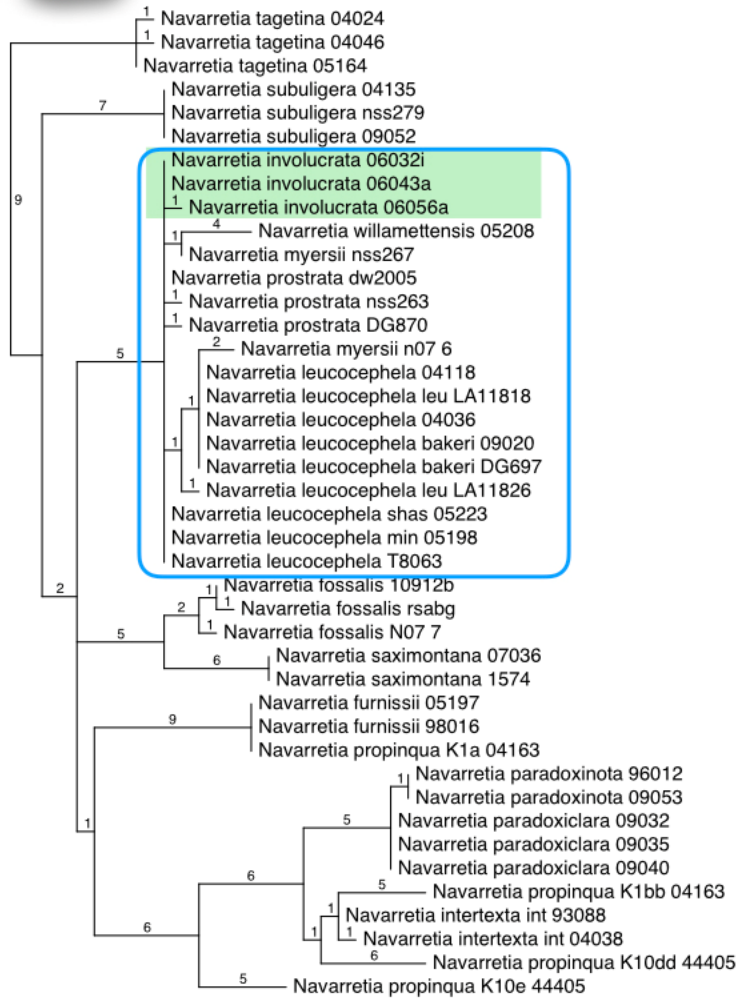 1
Navarretia tagetina 04024
1
Navarretia tagetina 04046
Navarretia tagetina 05164
Navarretia subuligera 04135
7
Navarretia subuligera nss279
Navarretia subuligera 09052
Navarretia involucrata 06032i
Navarretia involucrata 06043a
9
1
Navarretia involucrata 06056a
4
Navarretia willamettensis 05208
1
Navarretia myersii nss267
Navarretia prostrata dw2005
1
Navarretia prostrata nss263
1
Navarretia prostrata DG870
5
2
Navarretia myersii n07 6
Navarretia leucocephela 04118
1
Navarretia leucocephela leu LA11818
Navarretia leucocephela 04036
1
Navarretia leucocephela bakeri 09020
Navarretia leucocephela bakeri DG697
1
Navarretia leucocephela leu LA11826
Navarretia leucocephela shas 05223
Navarretia leucocephela min 05198
Navarretia leucocephela T8063
2
1
Navarretia fossalis 10912b
2
1
Navarretia fossalis rsabg
5
1
Navarretia fossalis N07 7
Navarretia saximontana 07036
6
Navarretia saximontana 1574
Navarretia furnissii 05197
9
Navarretia furnissii 98016
Navarretia propinqua K1a 04163
1
Navarretia paradoxinota 96012
Navarretia paradoxinota 09053
1
5
Navarretia paradoxiclara 09032
Navarretia paradoxiclara 09035
Navarretia paradoxiclara 09040
6
5
Navarretia propinqua K1bb 04163
1
Navarretia intertexta int 93088
6
1
1
Navarretia intertexta int 04038
6
Navarretia propinqua K10dd 44405
5
Navarretia propinqua K10e 44405